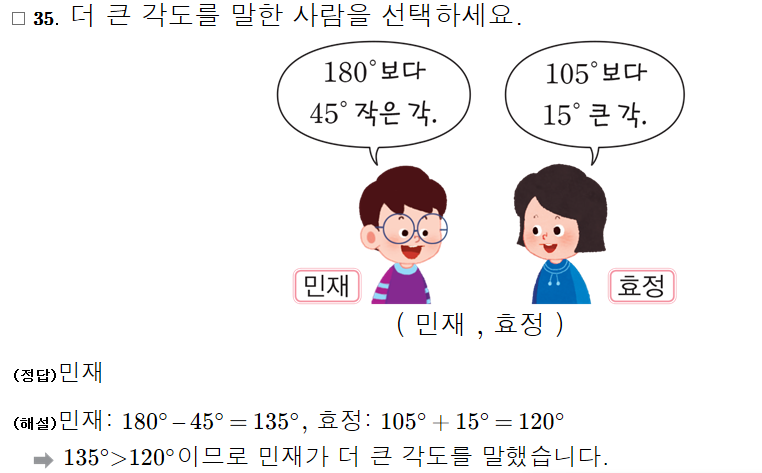 □ 35. 더 큰 각도를 말한 사람을 선택하세요.
180°보다
45° 작은 각.
105°보다
15° 큰 각.
민재
효정
( 민재 , 효정 )
(정답)민재
(해설)민재: 180°−45°=135°, 효정: 105°+15°=120°
➡ 135°>120°이므로 민재가 더 큰 각도를 말했습니다.